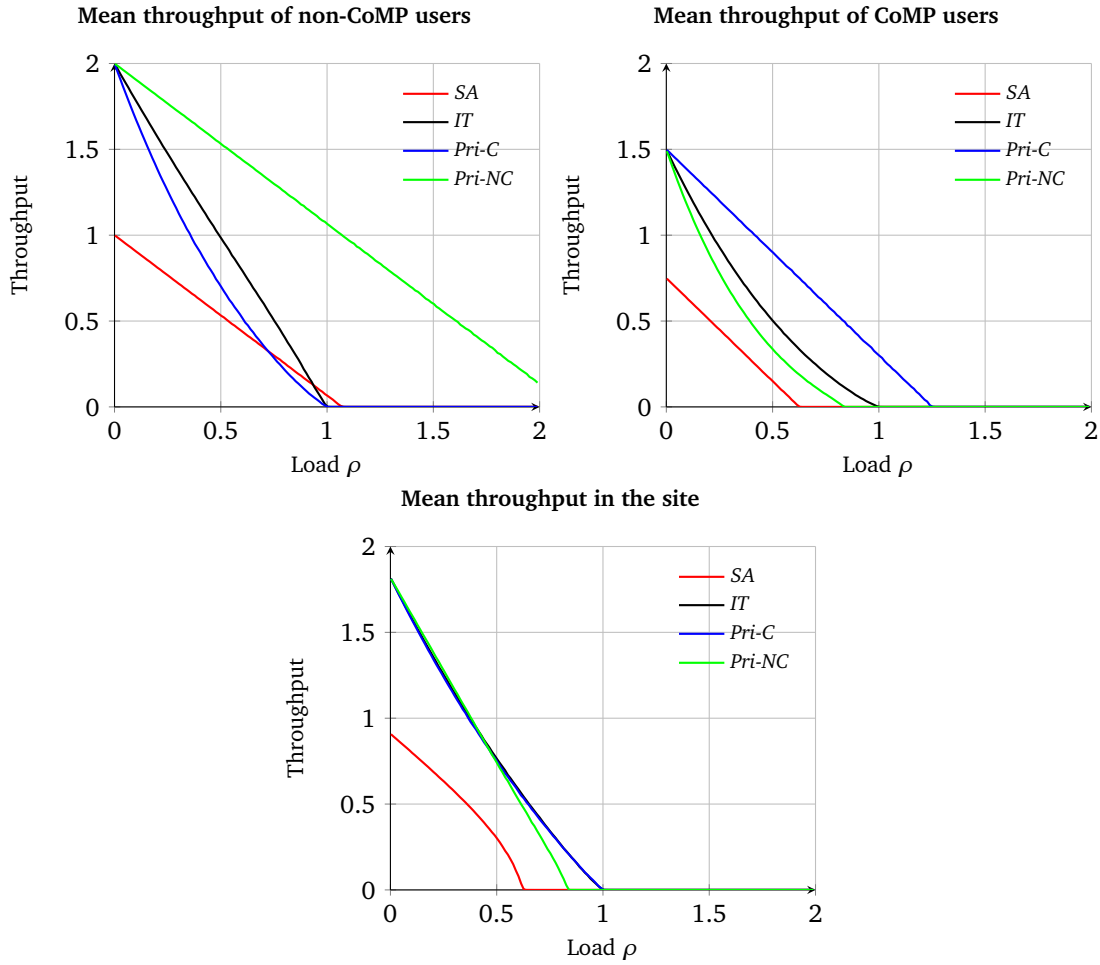 Mean throughput of non-CoMP users
Throughput
2
1.5
1
0.5
0
0 0.5 1 1.5 2
Load ρ
SA
IT
Pri-C
Pri-NC
Mean throughput of CoMP users
Throughput
2
1.5
1
0.5
0
0 0.5 1 1.5 2
Load ρ
SA
IT
Pri-C
Pri-NC
Mean throughput in the site
Throughput
2
1.5
1
0.5
0
0 0.5 1 1.5 2
Load ρ
SA
IT
Pri-C
Pri-NC